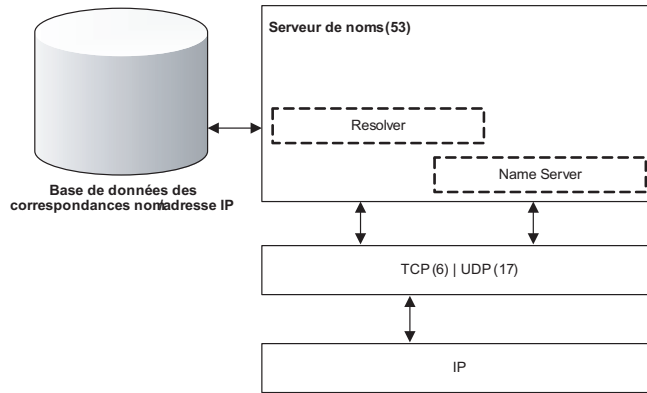 Serveur de noms (53)
Resolver
Name Server
Base de données des
correspondances nom/adresse IP
TCP (6) | UDP (17)
IP